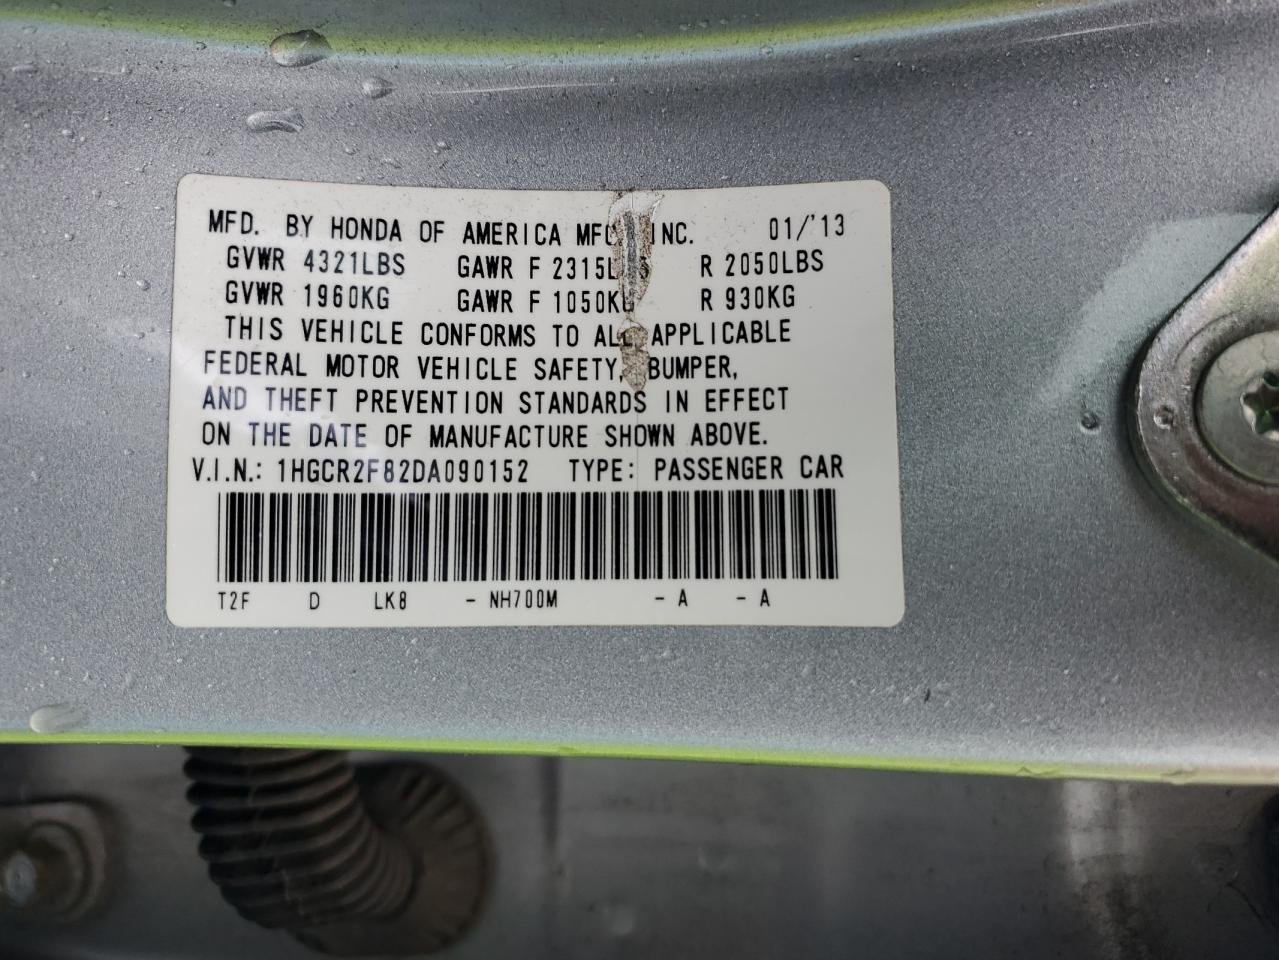 MFD. BY HONDA OF AMERICA MFG. INC. 01/'13
GVWR 4321LBS GAWR F 2315LBS R 2050LBS
GVWR 1960KG GAWR F 1050KG R 930KG
THIS VEHICLE CONFORMS TO ALL APPLICABLE
FEDERAL MOTOR VEHICLE SAFETY, BUMPER,
AND THEFT PREVENTION STANDARDS IN EFFECT
ON THE DATE OF MANUFACTURE SHOWN ABOVE.
V.I.N.: 1HGCR2F82DA090152 TYPE: PASSENGER CAR
T2F D LK8 - NH700M - A - A